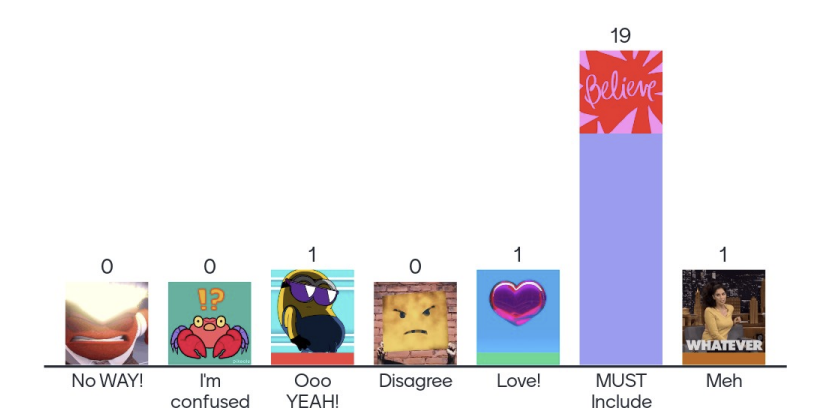 19
Believe
0
0
1
0
1
1
!?
WHATEVER
No WAY!
I'm
confused
Ooo
YEAH!
Disagree
Love!
MUST
Include
Meh